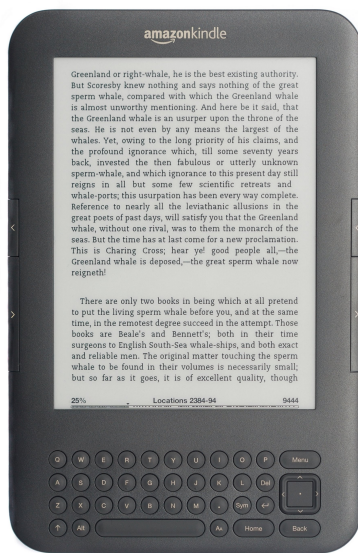 amazonkindle
Greenland or right-whale, he is the best existing authority.
But Scoresby knew nothing and says nothing of the great
sperm whale, compared with which the Greenland whale
is almost unworthy mentioning. And here be it said, that
the Greenland whale is an usurper upon the throne of the
seas. He is not even by any means the largest of the
whales. Yet, owing to the long priority of his claims, and
the profound ignorance which, till some seventy years
back, invested the then fabulous or utterly unknown
sperm-whale, and which ignorance to this present day still
reigns in all but some few scientific retreats and
whale-ports; this usurpation has been every way complete.
Reference to nearly all the leviathanic allusions in the
great poets of past days, will satisfy you that the Greenland
whale, without one rival, was to them the monarch of the
seas. But the time has at last come for a new proclamation.
This is Charing Cross; hear ye! good people all,—the
Greenland whale is deposed,—the great sperm whale now
reigneth!
There are only two books in being which at all pretend
to put the living sperm whale before you, and at the same
time, in the remotest degree succeed in the attempt. Those
books are Beale's and Bennett's; both in their time
surgeons to English South-Sea whale-ships, and both exact
and reliable men. The original matter touching the sperm
whale to be found in their volumes is necessarily small;
but so far as it goes, it is of excellent quality, though
25% Locations 2384-94 9444
Q W E R T Y U I O P Menu
A S D F G H J K L Del
Z X C V B N M . Sym
Alt Aa Home Back